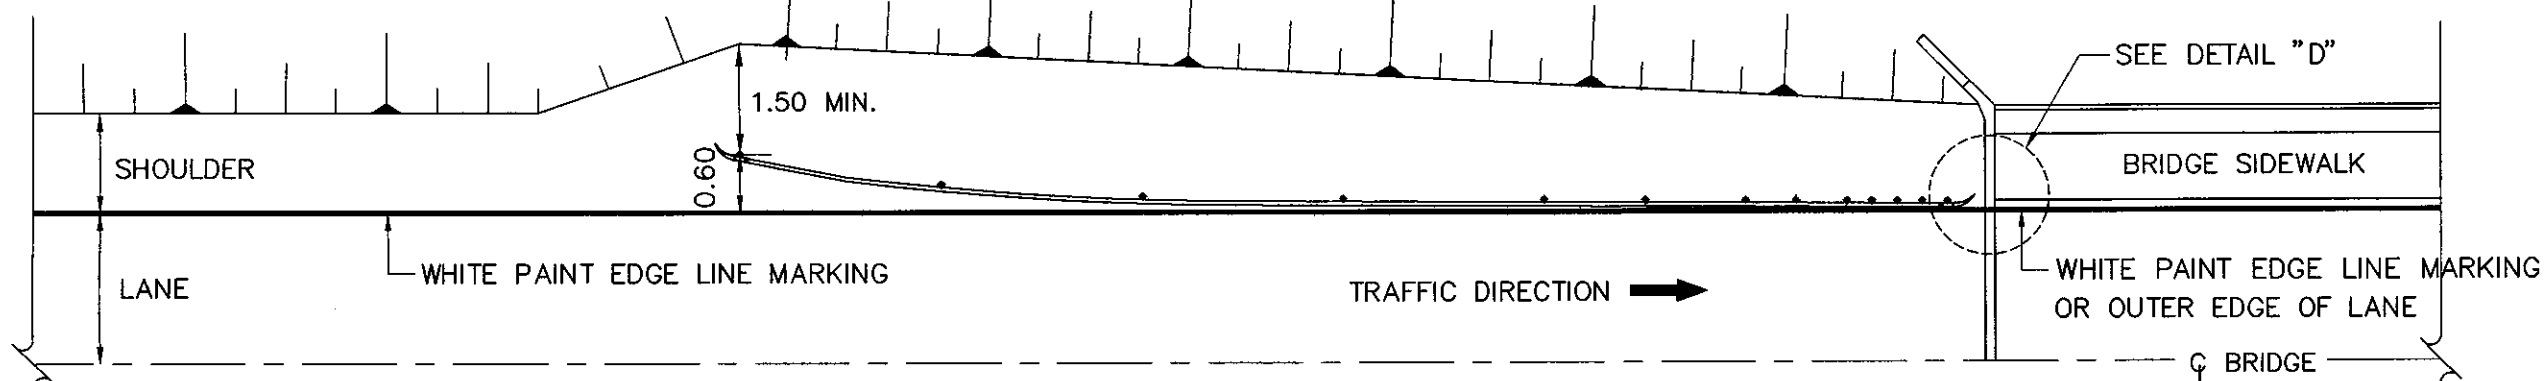 SEE DETAIL "D"
1.50 MIN.
0.60
SHOULDER
BRIDGE SIDEWALK
WHITE PAINT EDGE LINE MARKING
LANE
TRAFFIC DIRECTION
WHITE PAINT EDGE LINE MARKING
OR OUTER EDGE OF LANE
℄ BRIDGE